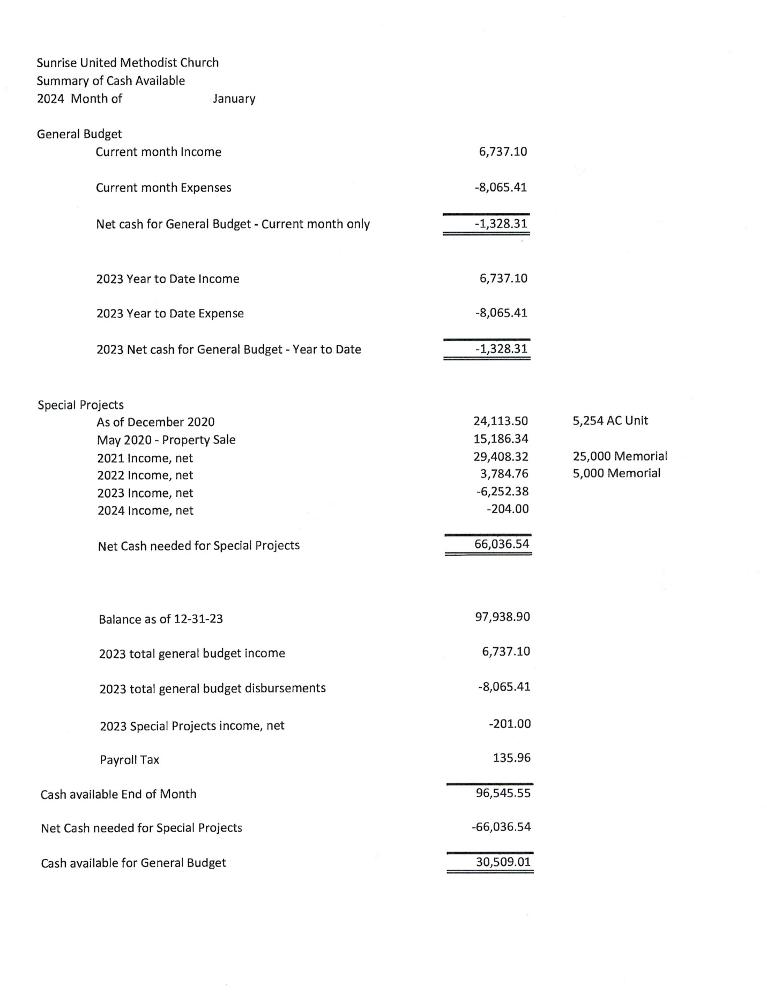 Sunrise United Methodist Church
Summary of Cash Available
2024 Month of January
General Budget
Current month Income 6,737.10
Current month Expenses -8,065.41
Net cash for General Budget - Current month only -1,328.31
2023 Year to Date Income 6,737.10
2023 Year to Date Expense -8,065.41
2023 Net cash for General Budget - Year to Date -1,328.31
Special Projects
As of December 2020 24,113.50 5,254 AC Unit
May 2020 - Property Sale 15,186.34
2021 Income, net 29,408.32 25,000 Memorial
2022 Income, net 3,784.76 5,000 Memorial
2023 Income, net -6,252.38
2024 Income, net -204.00
Net Cash needed for Special Projects 66,036.54
Balance as of 12-31-23 97,938.90
2023 total general budget income 6,737.10
2023 total general budget disbursements -8,065.41
2023 Special Projects income, net -201.00
Payroll Tax 135.96
Cash available End of Month 96,545.55
Net Cash needed for Special Projects -66,036.54
Cash available for General Budget 30,509.01